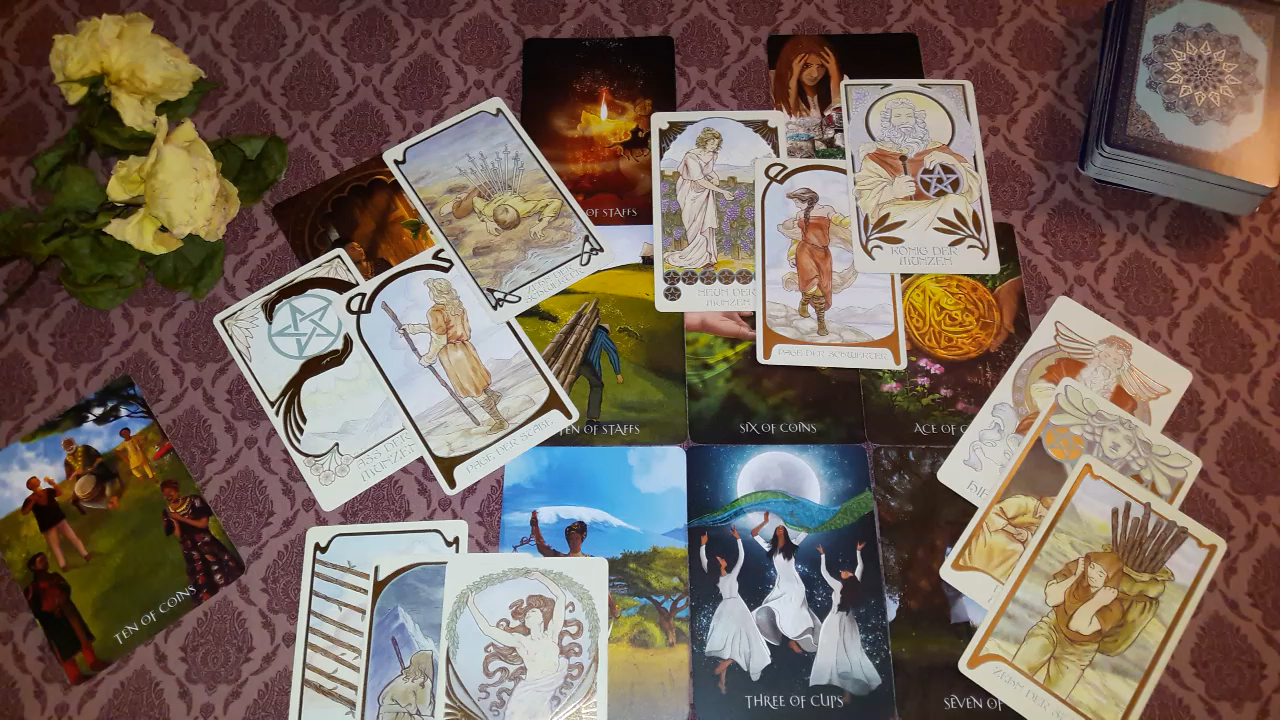 OF STAFFS
ZEHN DER
SCHWERTER
NEUN DER
MÜNZEN
KÖNIG DER
MÜNZEN
PAGE DER SCHWERTER
ASS DER
MÜNZEN
PAGE DER STÄBE
TEN OF STAFFS
SIX OF COINS
ACE OF C
TEN OF COINS
THREE OF CUPS
SEVEN OF
ZEHN DER